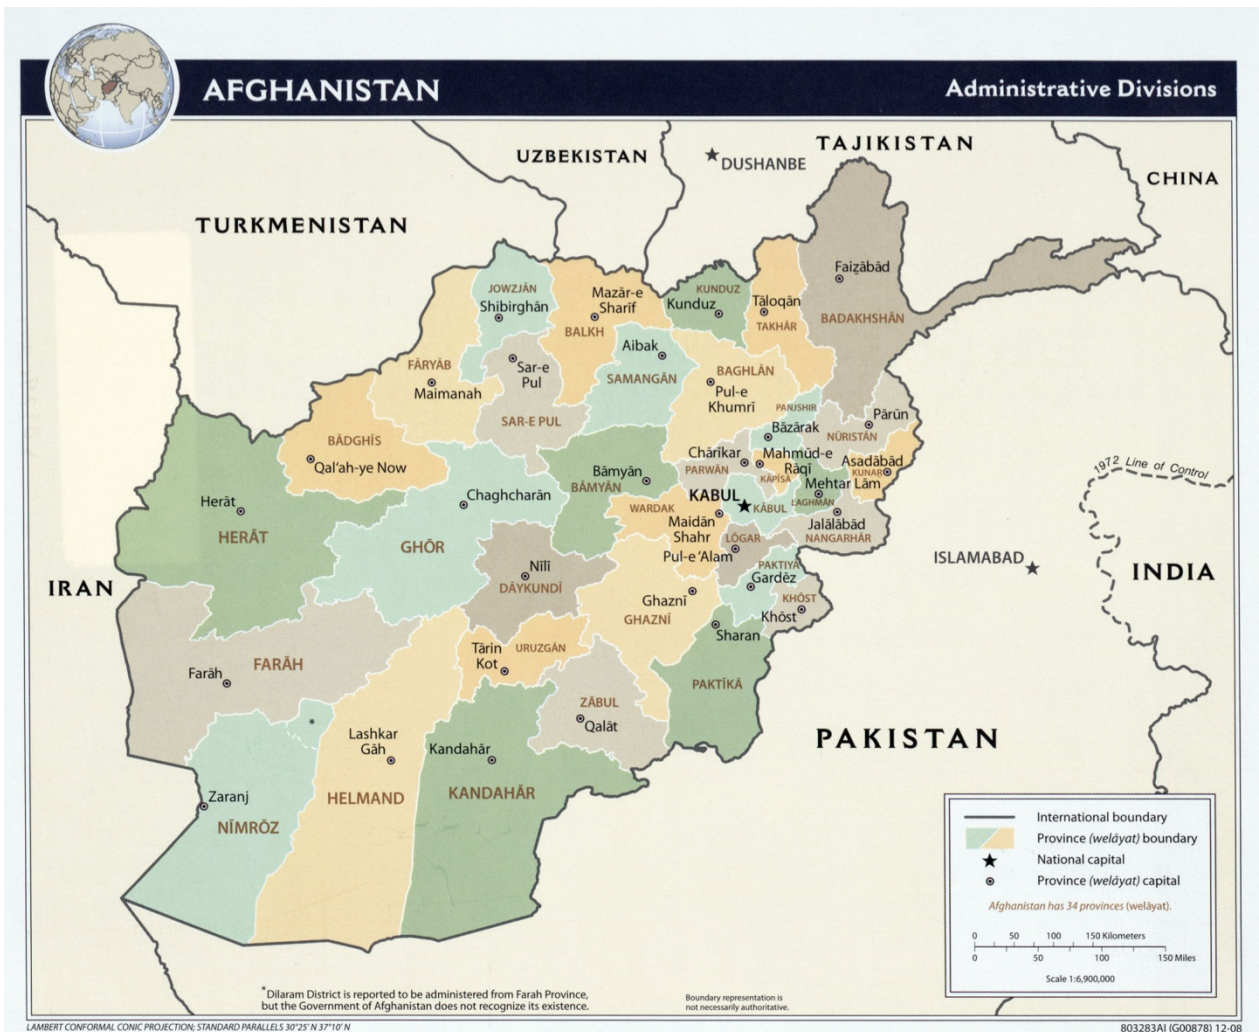 AFGHANISTAN
Administrative Divisions
UZBEKISTAN
DUSHANBE
TAJIKISTAN
CHINA
TURKMENISTAN
Faiz̧ābād
BADAKHSHĀN
JOWZJĀN
Shibirghān
Mazār-e
Sharīf
BALKH
KUNDUZ
Kunduz
Tāloqān
TAKHĀR
FĀRYĀB
Maimanah
Sar-e
Pul
SAR-E PUL
Aibak
SAMANGĀN
BAGHLĀN
Pul-e
Khumrī
PANJSHIR
Bāzārak
Pārūn
NŪRISTĀN
BĀDGHĪS
Qal‘ah-ye Now
Chārīkar
PARWĀN
Mahmūd-e
Rāqī
KĀPĪSA
Asadābād
KUNAR
Mehtar Lām
LAGHMĀN
Bāmyān
BĀMYĀN
Chaghcharān
GHŌR
Herāt
HERĀT
KABUL
KĀBUL
WARDAK
Maidān
Shahr
Jalālābād
NANGARHĀR
LŌGAR
Pul-e ‘Alam
PAKTIYĀ
Gardēz
KHŌST
Khōst
1972 Line of Control
ISLAMABAD
INDIA
IRAN
Nīlī
DĀYKUNDĪ
Ghaznī
GHAZNĪ
Sharan
PAKTĪKĀ
Tārin
Kot
URUZGĀN
FARĀH
Farāh
ZĀBUL
Qalāt
*
Lashkar
Gāh
HELMAND
Kandahār
KANDAHĀR
Zaranj
NĪMRŌZ
PAKISTAN
International boundary
Province (welāyat) boundary
National capital
Province (welāyat) capital
Afghanistan has 34 provinces (welāyat).
0 50 100 150 Kilometers
0 50 100 150 Miles
Scale 1:6,900,000
*Dilaram District is reported to be administered from Farah Province,
but the Government of Afghanistan does not recognize its existence.
Boundary representation is
not necessarily authoritative.
LAMBERT CONFORMAL CONIC PROJECTION; STANDARD PARALLELS 30°25' N 37°10' N
803283AI (G00878) 12-08